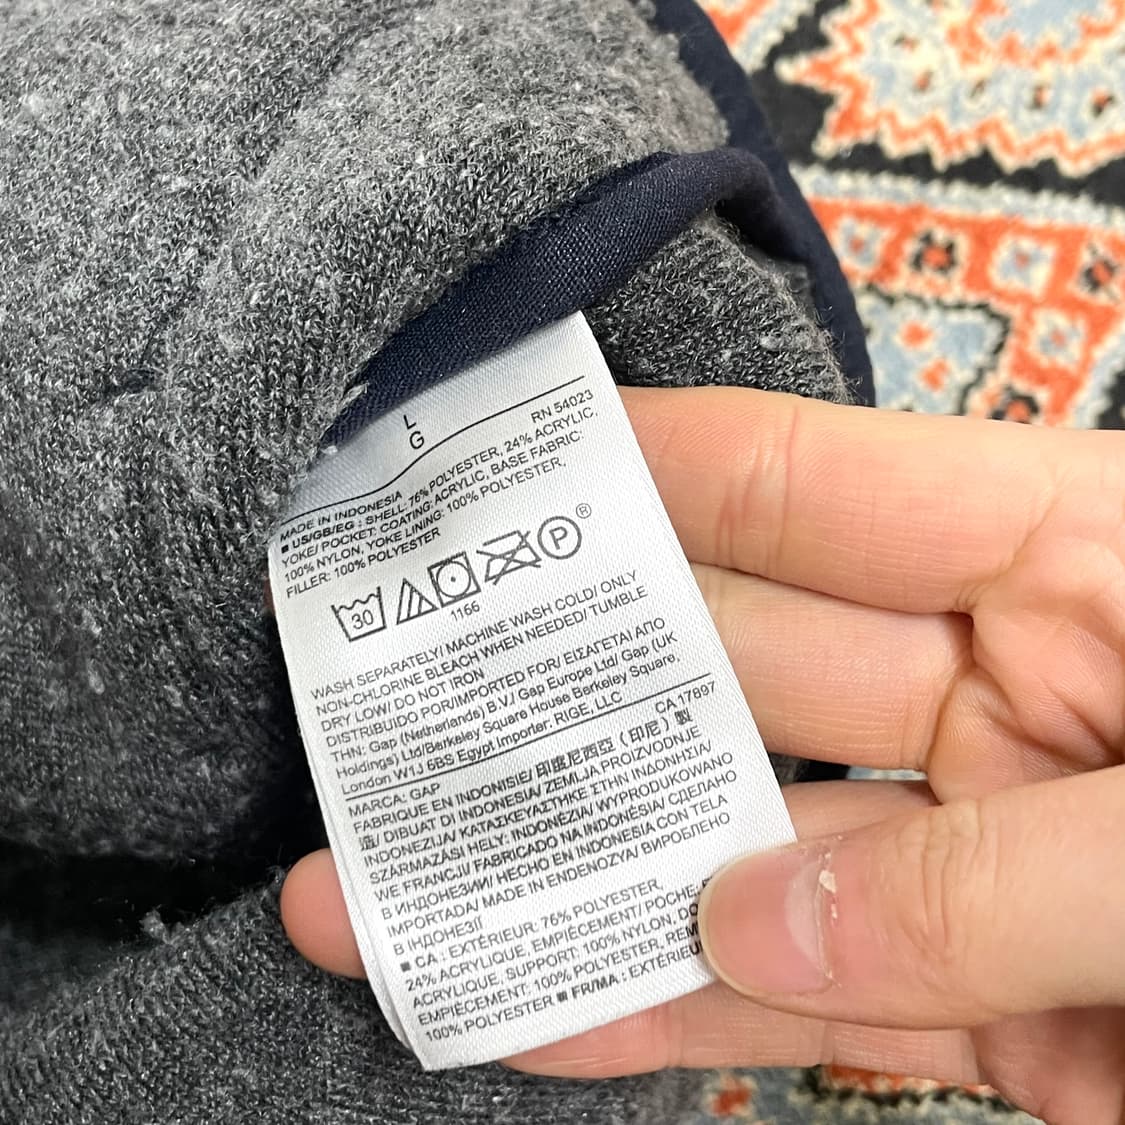 L
G
RN 54023
MADE IN INDONESIA
■ US/GB/EG : SHELL: 76% POLYESTER, 24% ACRYLIC,
YOKE/ POCKET: COATING: ACRYLIC, BASE FABRIC:
100% NYLON, YOKE LINING: 100% POLYESTER,
FILLER: 100% POLYESTER
30
P ®
1166
WASH SEPARATELY/ MACHINE WASH COLD/ ONLY
NON-CHLORINE BLEACH WHEN NEEDED/ TUMBLE
DRY LOW/ DO NOT IRON
DISTRIBUIDO POR/IMPORTED FOR/ ΕΙΣΑΓΕΤΑΙ ΑΠΟ
THN: Gap (Netherlands) B.V./ Gap Europe Ltd/ Gap (UK
Holdings) Ltd/Berkeley Square House Berkeley Square,
London W1J 6BS Egypt Importer, RIGE, LLC
CA 17897
MARCA: GAP
FABRIQUE EN INDONISIE/ 印度尼西亞 (印尼) 製
造/ DIBUAT DI INDONESIA/ ZEMLJA PROIZVODNJE
INDONEZIJA/ ΚΑΤΑΣΚΕΥΑΣΤΗΚΕ ΣΤΗΝ ΙΝΔΟΝΗΣΙΑ/
SZÁRMAZÁSI HELY: INDONÉZIA/ WYPRODUKOWANO
WE FRANCJI/ FABRICADO NA INDONÉSIA/ СДЕЛАНО
В ИНДОНЕЗИИ/ HECHO EN INDONESIA CON TELA
IMPORTADA/ MADE IN ENDENOZYA/ ВИРОБЛЕНО
В ІНДОНЕЗІЇ
■ CA : EXTÉRIEUR: 76% POLYESTER,
24% ACRYLIQUE, EMPIÈCEMENT/ POCHE:
ACRYLIQUE, SUPPORT: 100% NYLON,
EMPIÈCEMENT: 100% POLYESTER,
100% POLYESTER ■ FR/MA :